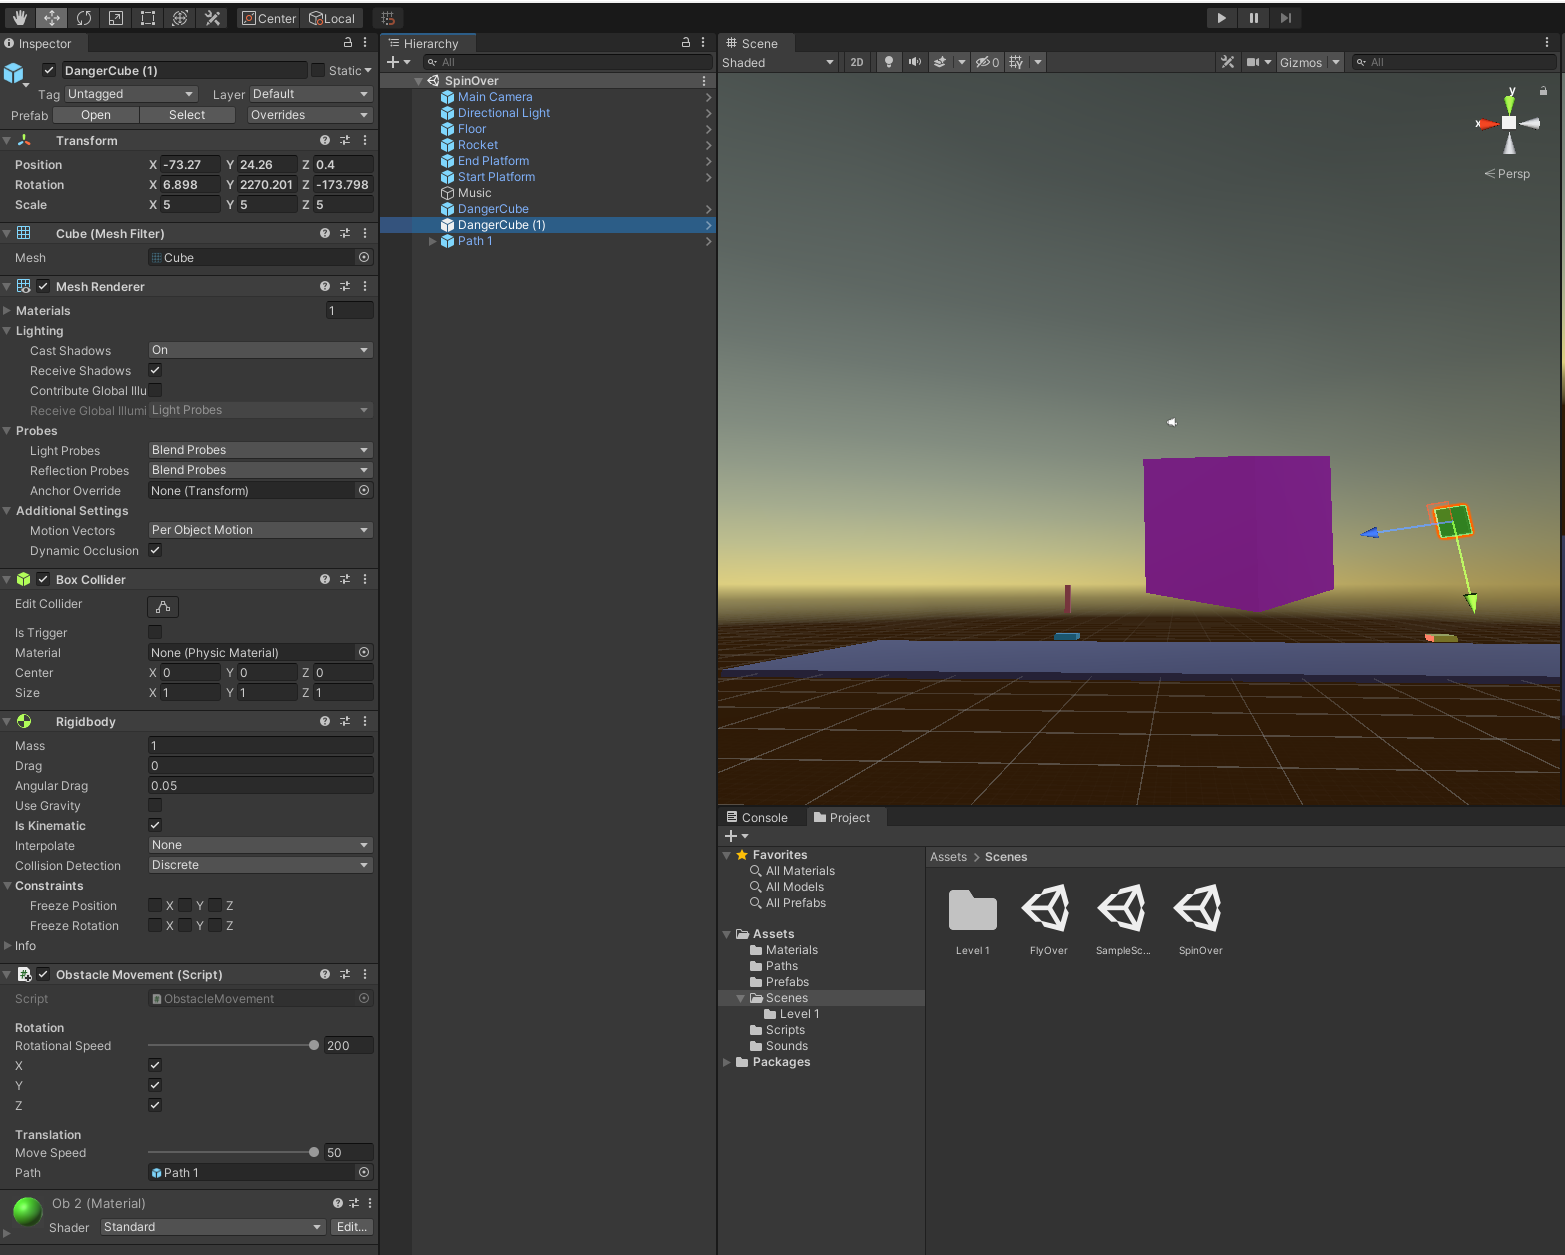 Center Local
Inspector
DangerCube (1) Static
Tag Untagged Layer Default
Prefab Open Select Overrides
Transform
Position X -73.27 Y 24.26 Z 0.4
Rotation X 6.898 Y 2270.201 Z -173.798
Scale X 5 Y 5 Z 5
Cube (Mesh Filter)
Mesh Cube
Mesh Renderer
Materials 1
Lighting
Cast Shadows On
Receive Shadows
Contribute Global Illu
Receive Global Illumi Light Probes
Probes
Light Probes Blend Probes
Reflection Probes Blend Probes
Anchor Override None (Transform)
Additional Settings
Motion Vectors Per Object Motion
Dynamic Occlusion
Box Collider
Edit Collider
Is Trigger
Material None (Physic Material)
Center X 0 Y 0 Z 0
Size X 1 Y 1 Z 1
Rigidbody
Mass 1
Drag 0
Angular Drag 0.05
Use Gravity
Is Kinematic
Interpolate None
Collision Detection Discrete
Constraints
Freeze Position X Y Z
Freeze Rotation X Y Z
Info
Obstacle Movement (Script)
Script ObstacleMovement
Rotation
Rotational Speed 200
X
Y
Z
Translation
Move Speed 50
Path Path 1
Ob 2 (Material)
Shader Standard Edit...
Hierarchy
All
SpinOver
Main Camera
Directional Light
Floor
Rocket
End Platform
Start Platform
Music
DangerCube
DangerCube (1)
Path 1
Scene
Shaded 2D 0 Gizmos All
y
x
Persp
Console Project
Favorites
All Materials
All Models
All Prefabs
Assets
Materials
Paths
Prefabs
Scenes
Level 1
Scripts
Sounds
Packages
Assets > Scenes
Level 1 FlyOver SampleSc... SpinOver